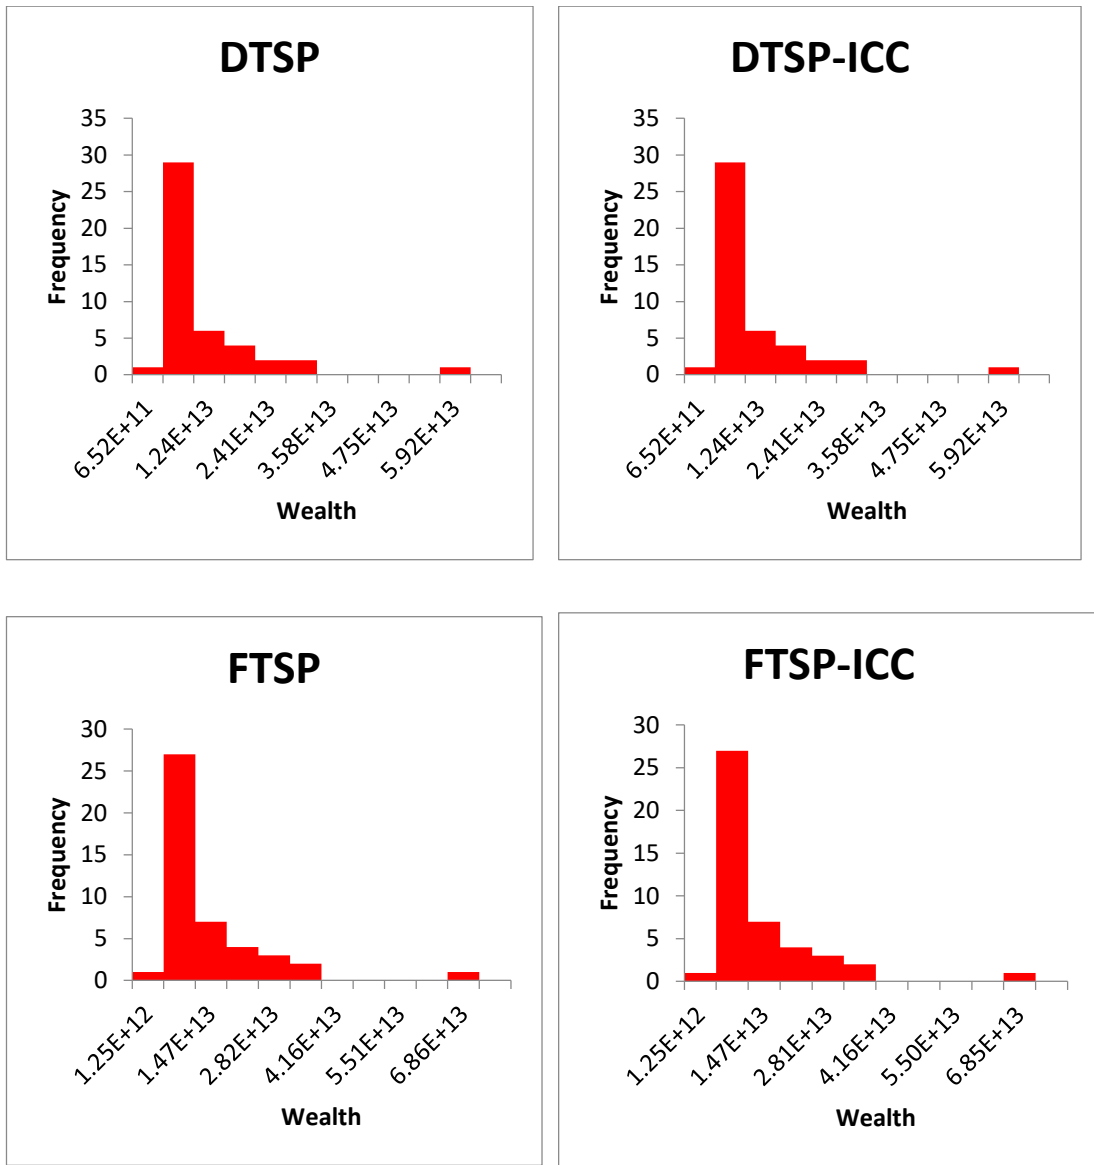 DTSP
35
30
25
20
15
10
5
0
Frequency
6.52E+11
1.24E+13
2.41E+13
3.58E+13
4.75E+13
5.92E+13
Wealth
DTSP-ICC
35
30
25
20
15
10
5
0
Frequency
6.52E+11
1.24E+13
2.41E+13
3.58E+13
4.75E+13
5.92E+13
Wealth
FTSP
30
25
20
15
10
5
0
Frequency
1.25E+12
1.47E+13
2.82E+13
4.16E+13
5.51E+13
6.86E+13
Wealth
FTSP-ICC
30
25
20
15
10
5
0
Frequency
1.25E+12
1.47E+13
2.81E+13
4.16E+13
5.50E+13
6.85E+13
Wealth